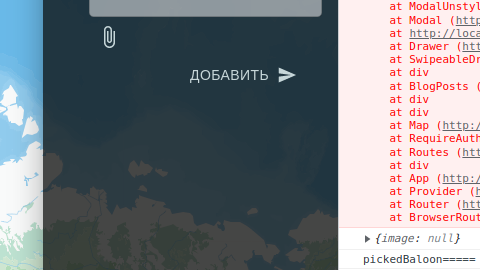 ДОБАВИТЬ
at ModalUnstyl
at Modal (http
at http://loca
at Drawer (htt
at SwipeableDr
at div
at BlogPosts (
at div
at div
at Map (http:/
at RequireAuth
at Routes (htt
at div
at App (http:/
at Provider (h
at Router (htt
at BrowserRout
{image: null}
pickedBaloon=====